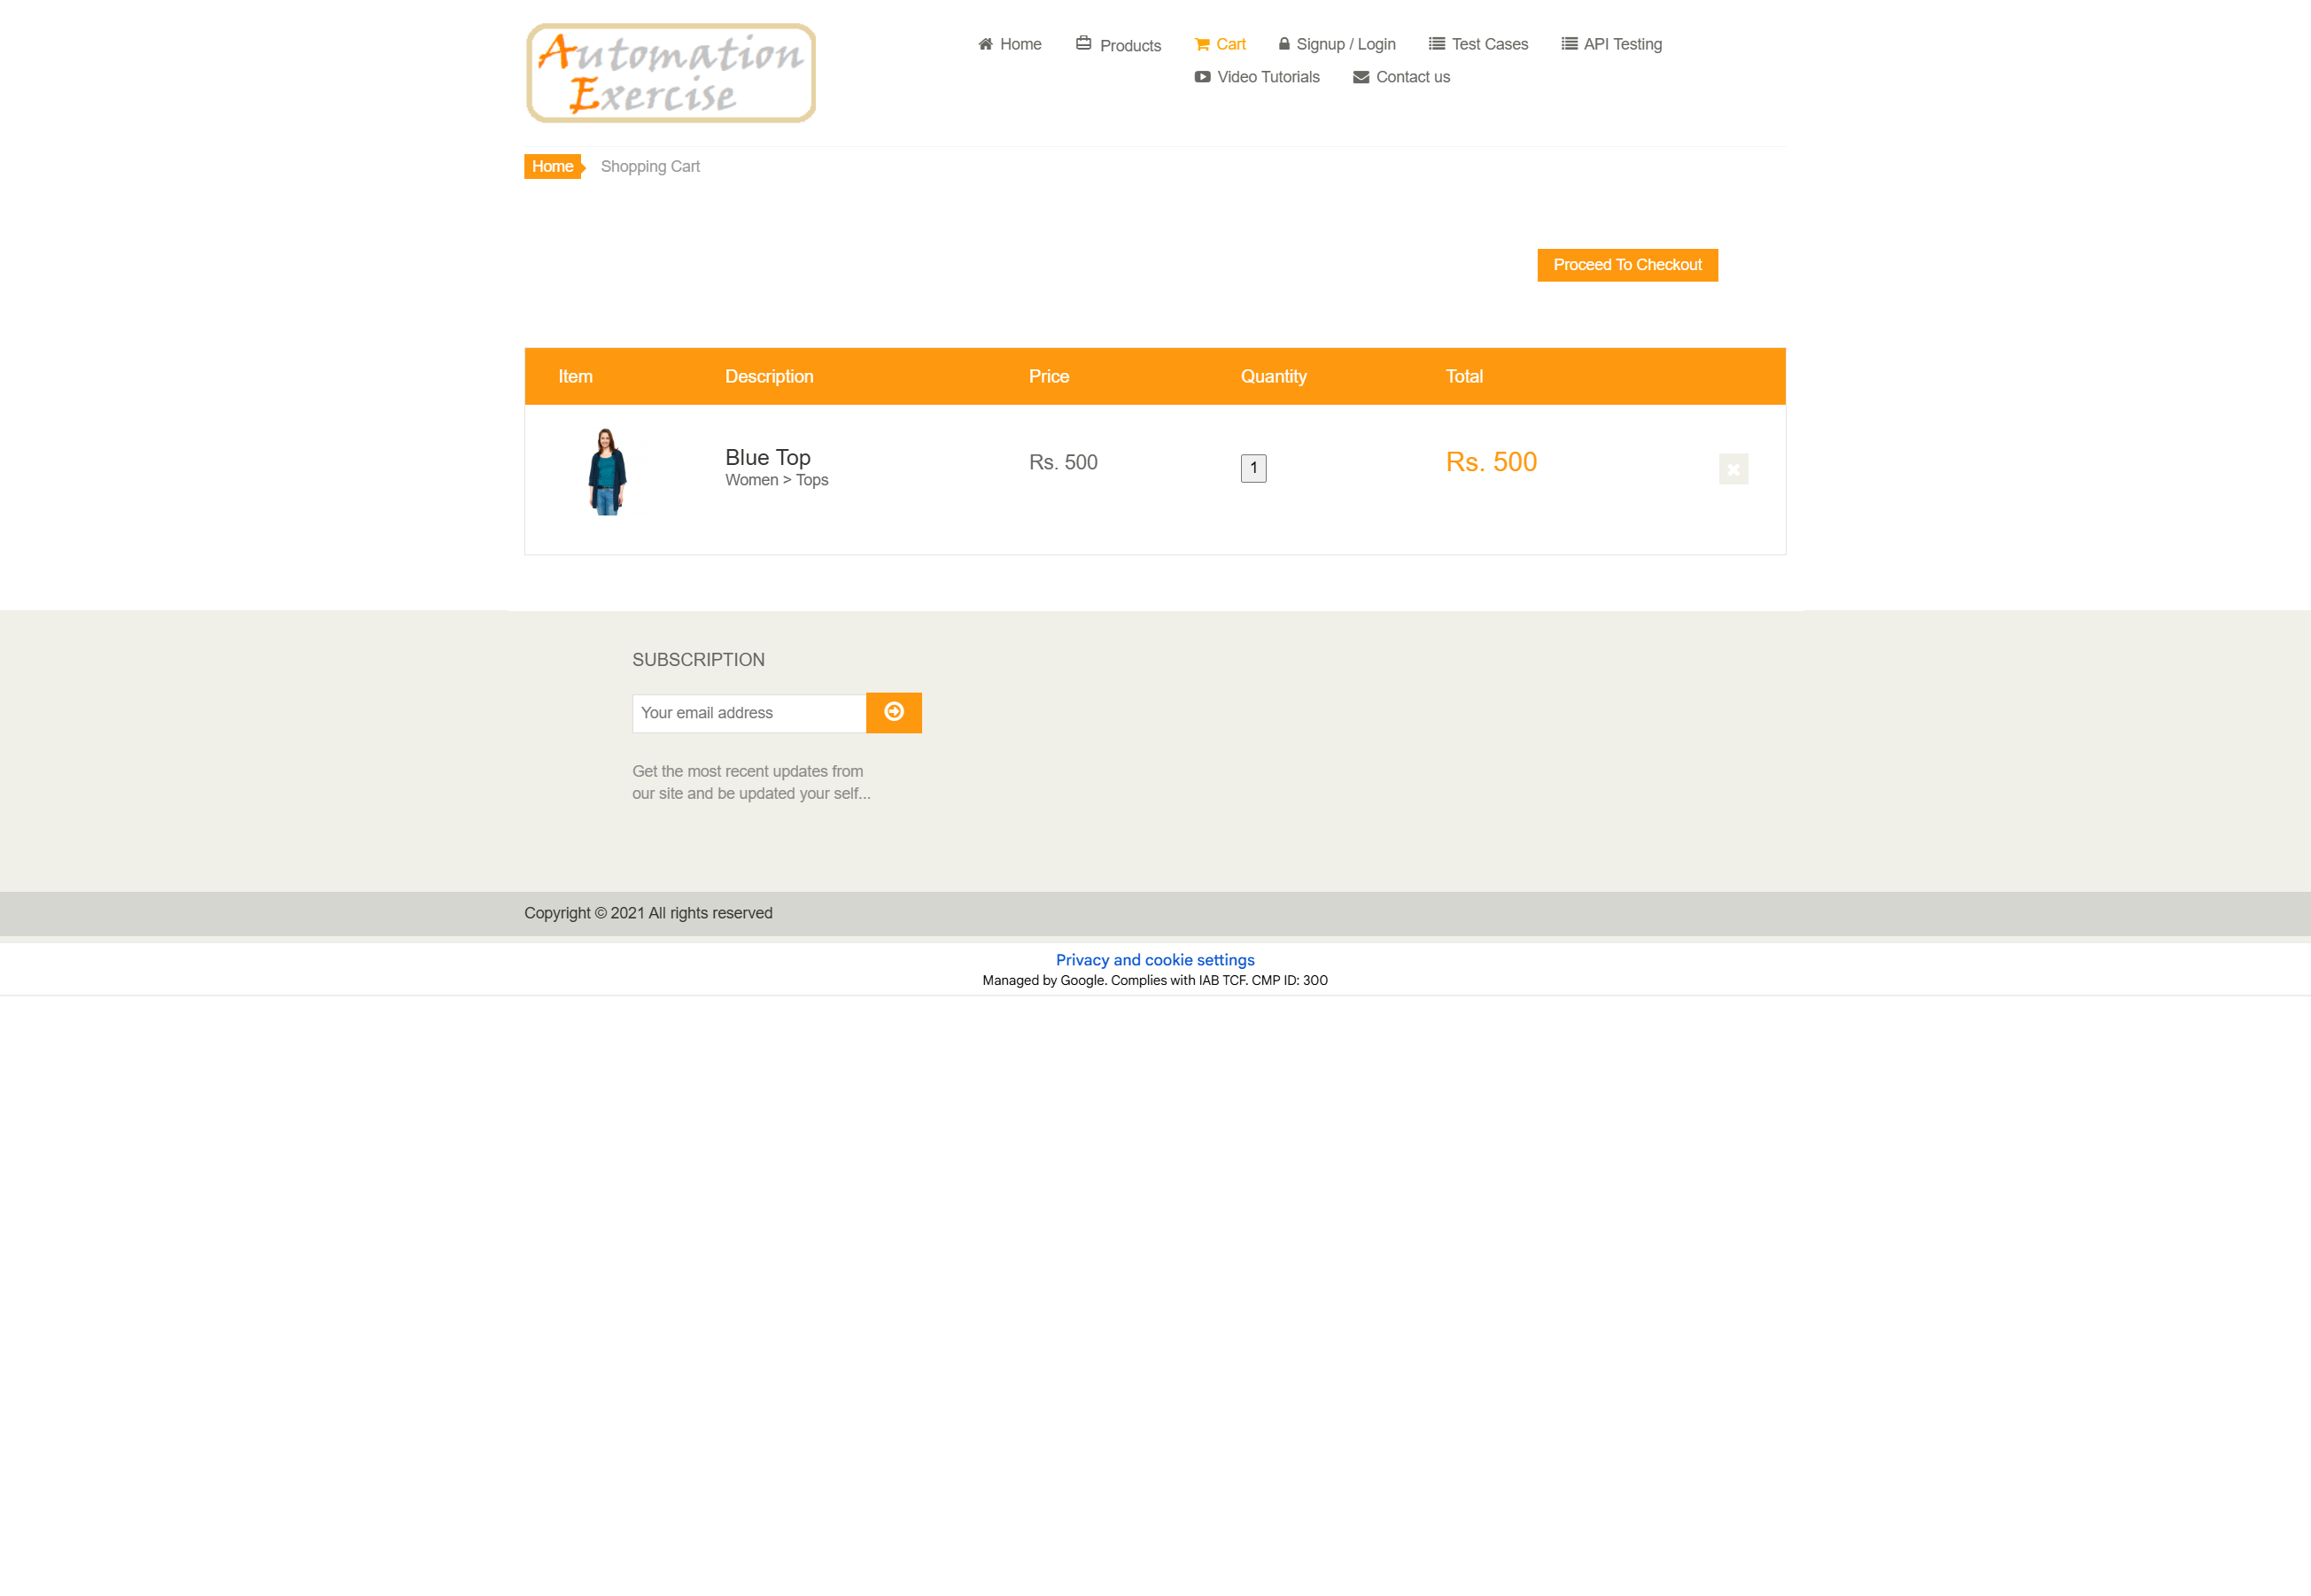 Automation
Exercise
Home
Products
Cart
Signup / Login
Test Cases
API Testing
Video Tutorials
Contact us
Home
Shopping Cart
Proceed To Checkout
Item
Description
Price
Quantity
Total
Blue Top
Women > Tops
Rs. 500
1
Rs. 500
SUBSCRIPTION
Your email address
Get the most recent updates from
our site and be updated your self...
Copyright © 2021 All rights reserved
Privacy and cookie settings
Managed by Google. Complies with IAB TCF. CMP ID: 300